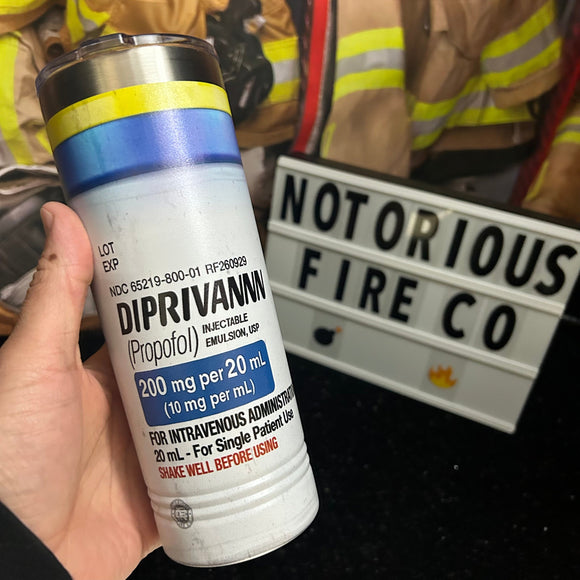 LOT
EXP
NDC 65219-800-01 RF260929
DIPRIVANNN
(Propofol) INJECTABLE
EMULSION, USP
200 mg per 20 mL
(10 mg per mL)
FOR INTRAVENOUS ADMINISTRATI
20 mL - For Single Patient Use
SHAKE WELL BEFORE USING
NOTORIOUS
FIRE CO